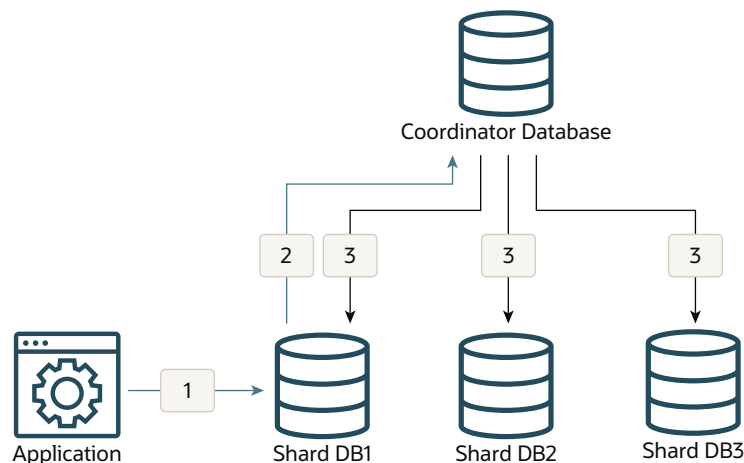 Coordinator Database
2
3
3
3
1
Application
Shard DB1
Shard DB2
Shard DB3